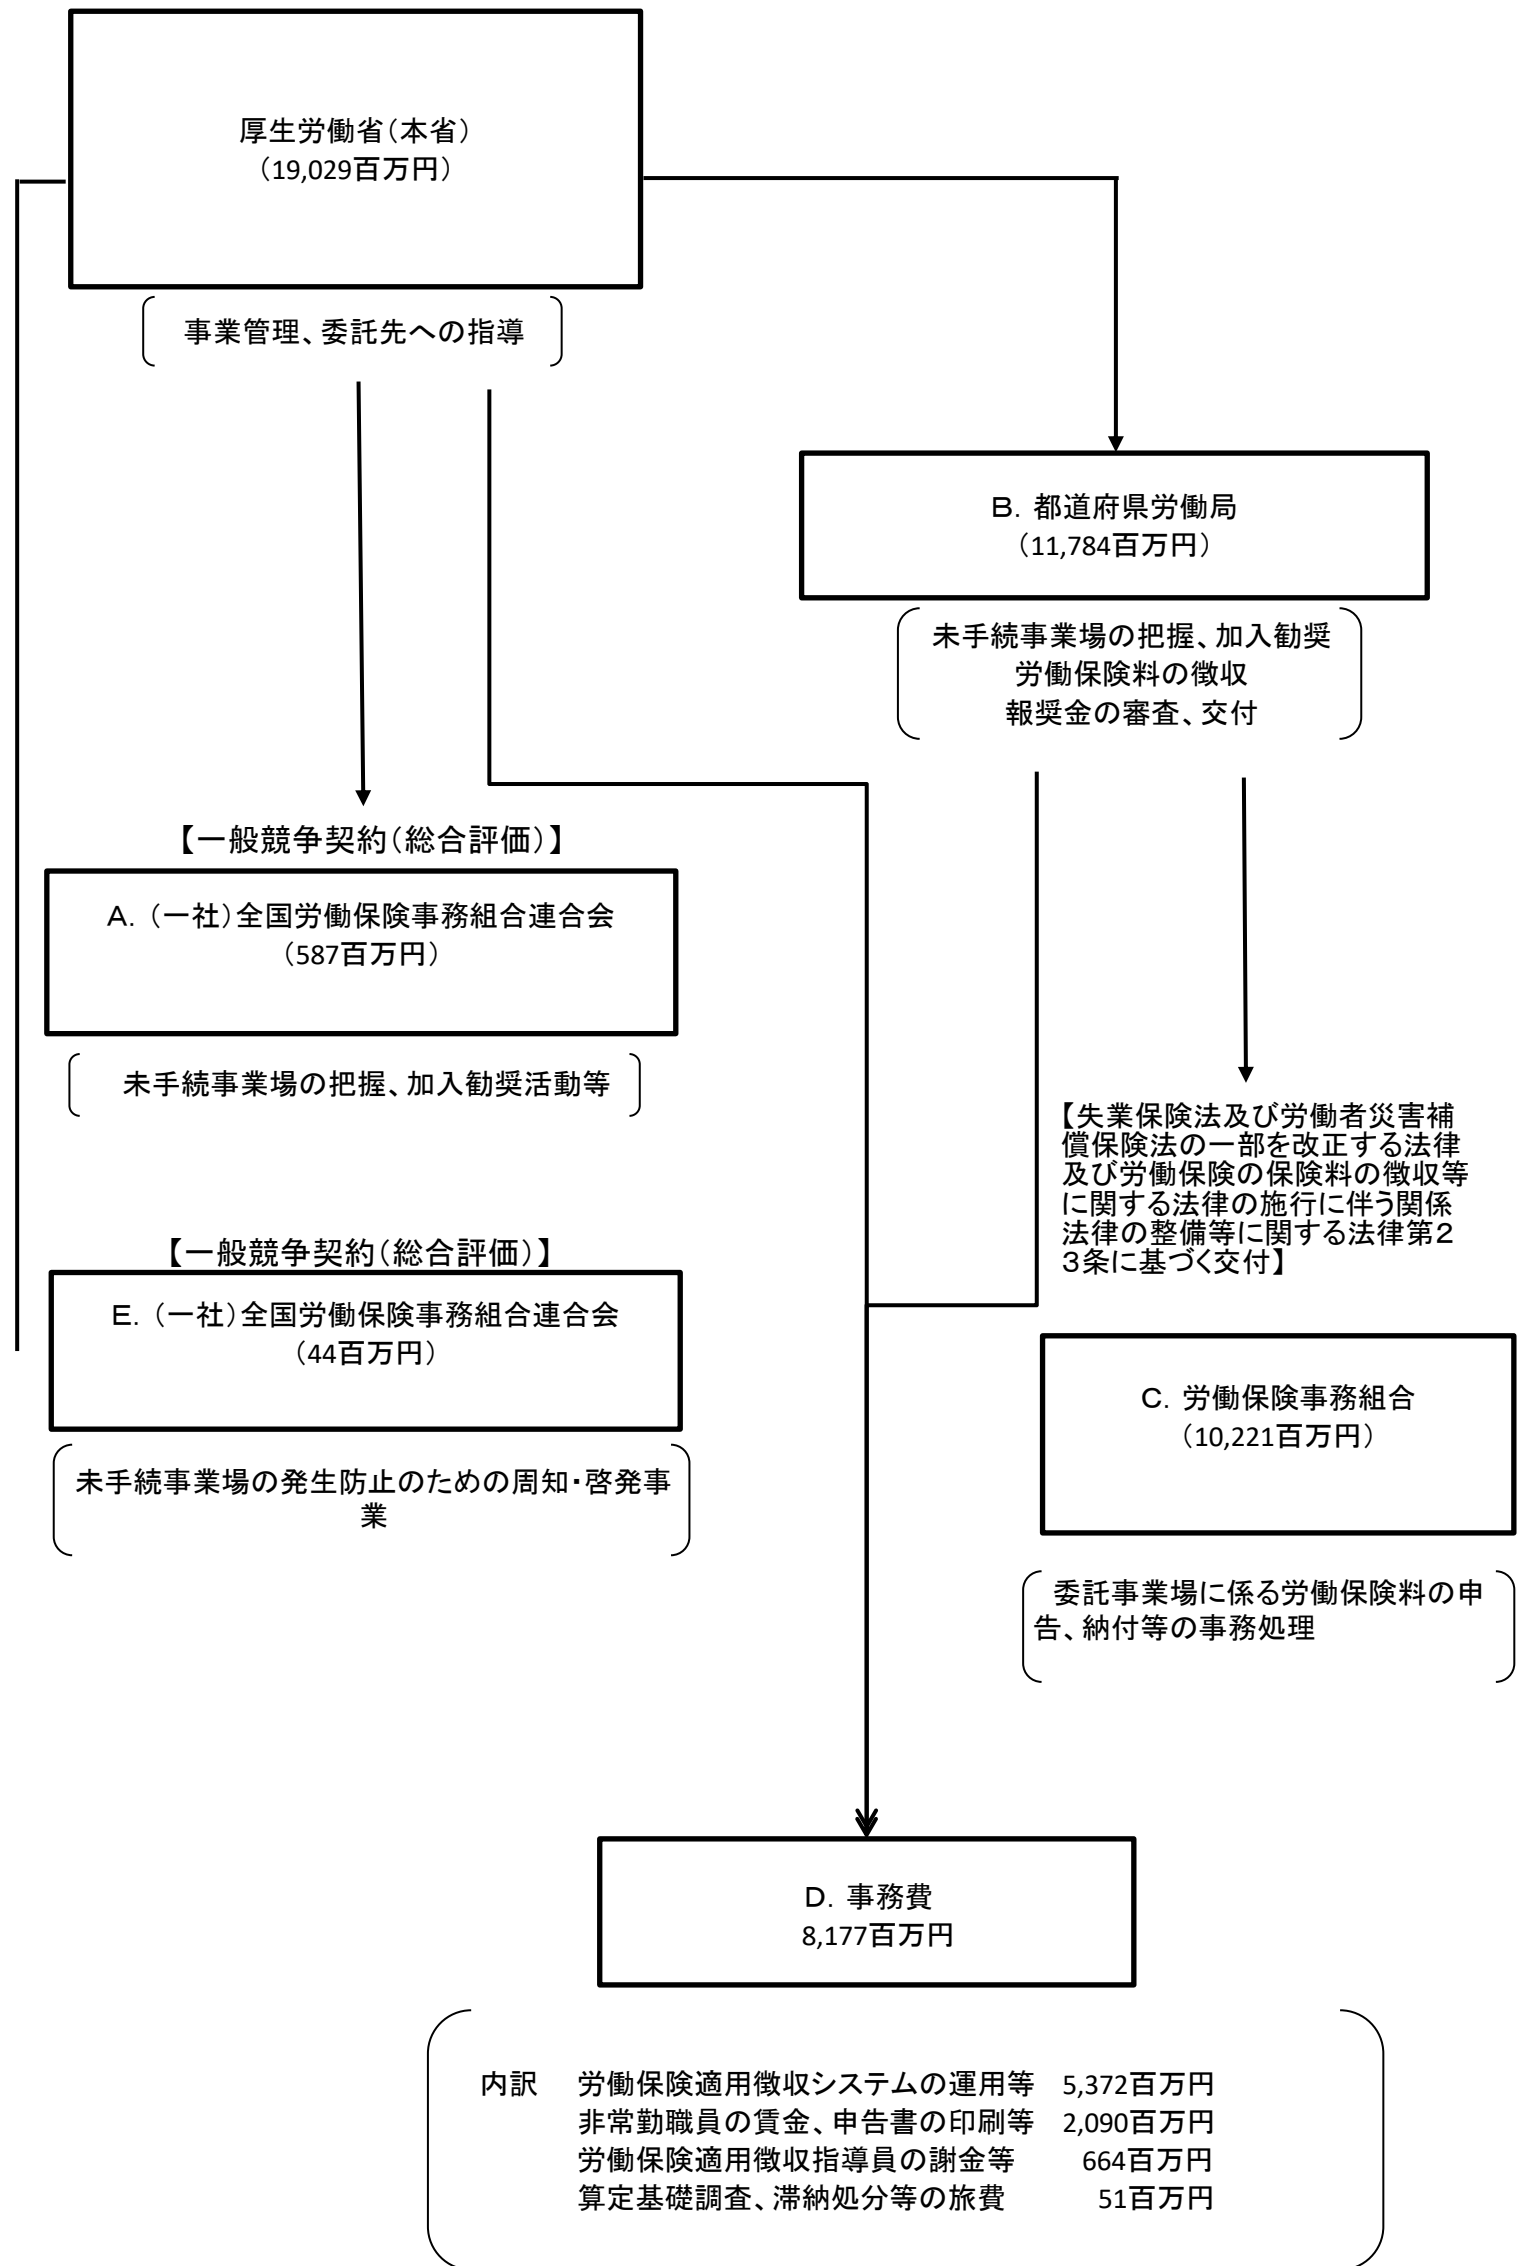 厚生労働省（本省）
（19,029百万円）
事業管理、委託先への指導
B．都道府県労働局
（11,784百万円）
未手続事業場の把握、加入勧奨
労働保険料の徴収
報奨金の審査、交付
【一般競争契約（総合評価）】
A．（一社）全国労働保険事務組合連合会
（587百万円）
未手続事業場の把握、加入勧奨活動等
【失業保険法及び労働者災害補
償保険法の一部を改正する法律
及び労働保険の保険料の徴収等
に関する法律の施行に伴う関係
法律の整備等に関する法律第２
３条に基づく交付】
【一般競争契約（総合評価）】
E．（一社）全国労働保険事務組合連合会
（44百万円）
未手続事業場の発生防止のための周知・啓発事
業
C．労働保険事務組合
（10,221百万円）
委託事業場に係る労働保険料の申
告、納付等の事務処理
D．事務費
8,177百万円
内訳　労働保険適用徴収システムの運用等　5,372百万円
非常勤職員の賃金、申告書の印刷等　2,090百万円
労働保険適用徴収指導員の謝金等　664百万円
算定基礎調査、滞納処分等の旅費　51百万円